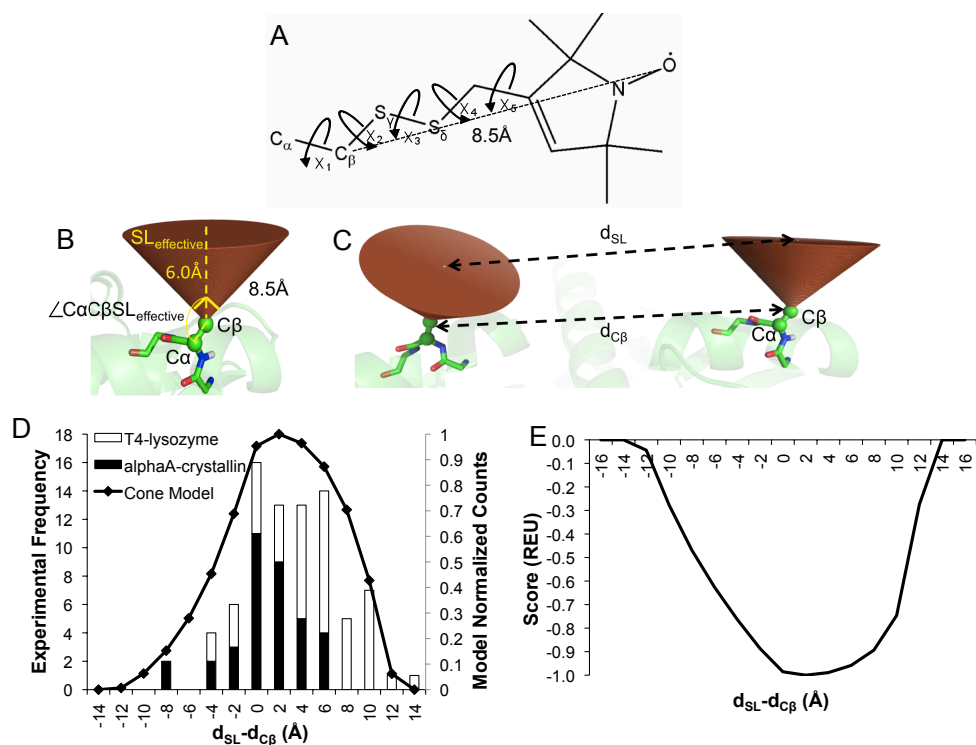 A
Cα
X1
Cβ
X2
Sγ
X3
Sδ
X4
X5
8.5Å
N
O
B
SLeffective
6.0Å
8.5Å
∠CαCβSLeffective
Cβ
Cα
C
dSL
dCβ
Cβ
Cα
D
T4-lysozyme
alphaA-crystallin
Cone Model
Experimental Frequency
18
16
14
12
10
8
6
4
2
0
1
0.9
0.8
0.7
0.6
0.5
0.4
0.3
0.2
0.1
0
Model Normalized Counts
-14 -12 -10 -8 -6 -4 -2 0 2 4 6 8 10 12 14
dSL-dCβ (Å)
E
Score (REU)
0.0
-0.1
-0.2
-0.3
-0.4
-0.5
-0.6
-0.7
-0.8
-0.9
-1.0
-16 -14 -12 -10 -8 -6 -4 -2 0 2 4 6 8 10 12 14 16
dSL-dCβ (Å)